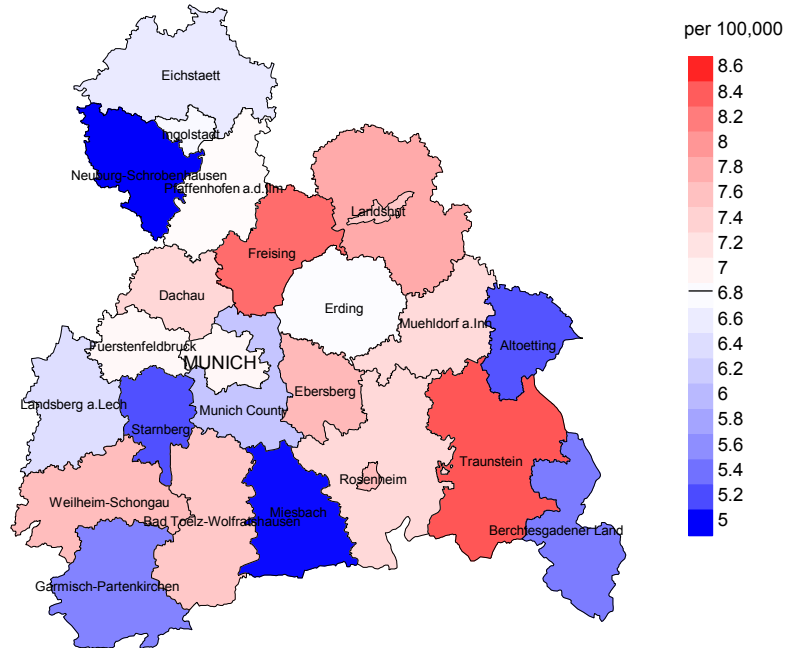 per 100,000
8.6
8.4
8.2
8
7.8
7.6
7.4
7.2
7
6.8
6.6
6.4
6.2
6
5.8
5.6
5.4
5.2
5
Eichstaett
Ingolstadt
Neuburg-Schrobenhausen
Pfaffenhofen a.d.Ilm
Landshut
Freising
Dachau
Erding
Muehldorf a.Inn
Altoetting
Fuerstenfeldbruck
MUNICH
Ebersberg
Landsberg a.Lech
Munich County
Starnberg
Traunstein
Rosenheim
Weilheim-Schongau
Miesbach
Bad Toelz-Wolfratshausen
Berchtesgadener Land
Garmisch-Partenkirchen